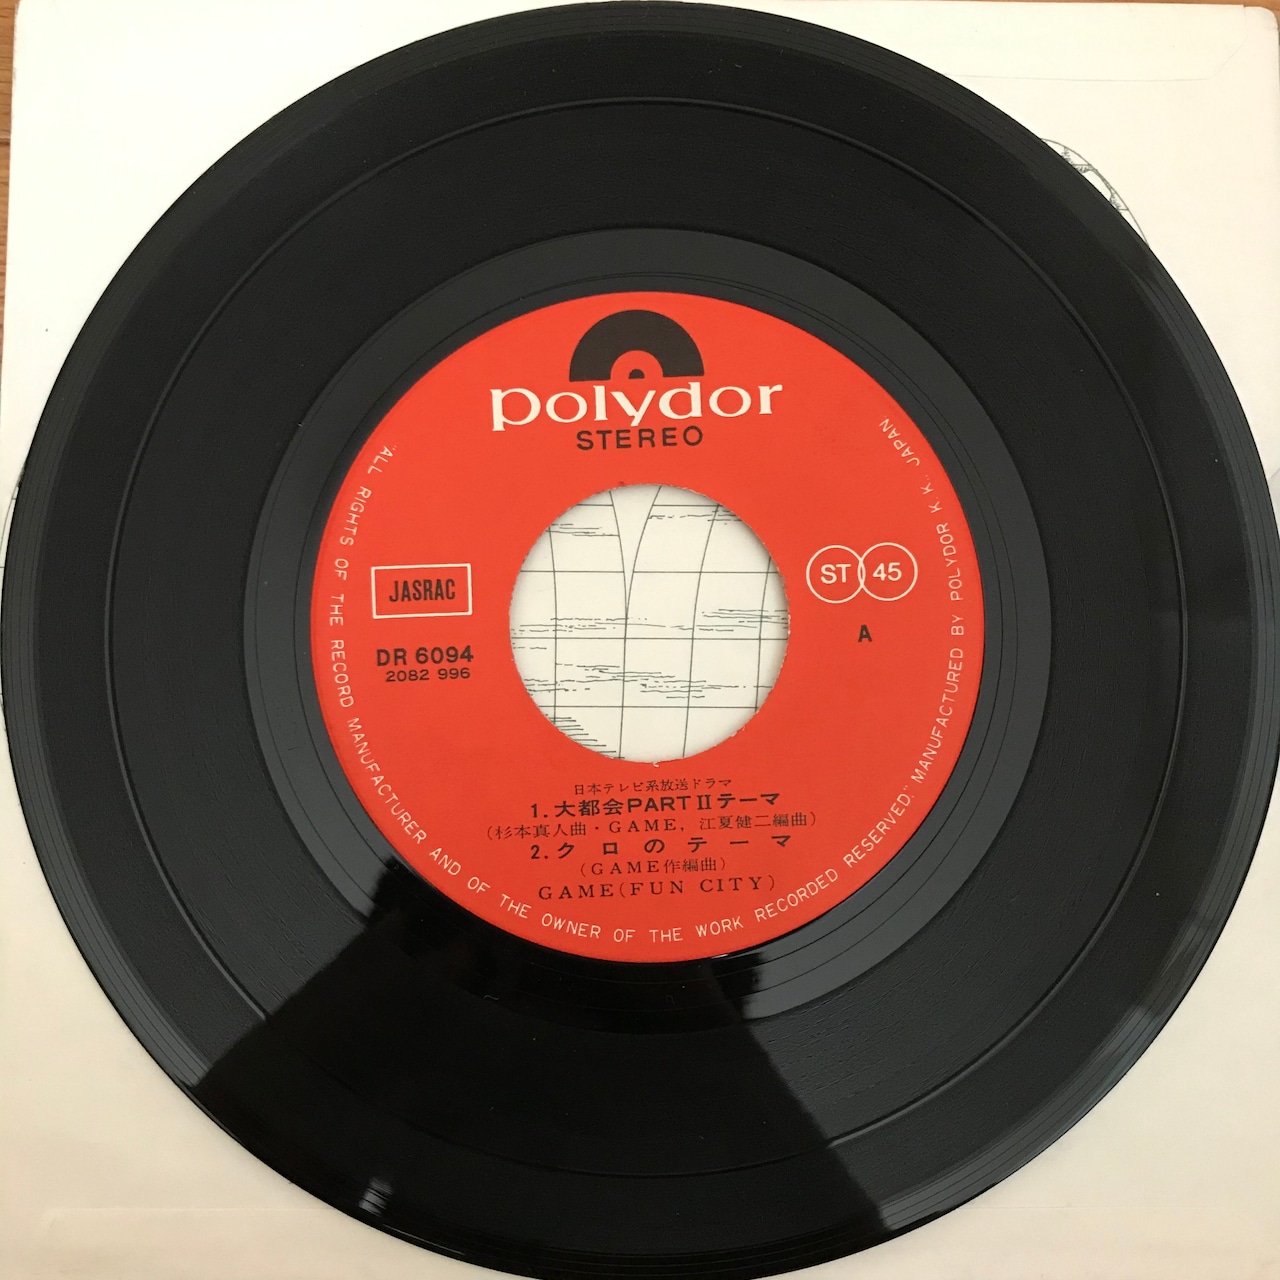 polydor
STEREO
JASRAC
DR 6094
2082 996
ST 45
A
日本テレビ系放送ドラマ
1.大都会PARTⅡテーマ
(杉本真人曲・GAME, 江夏健二編曲)
2.クロのテーマ
(GAME作編曲)
GAME(FUN CITY)
"ALL RIGHTS OF THE RECORD MANUFACTURER AND OF THE OWNER OF THE WORK RECORDED RESERVED." MANUFACTURED BY POLYDOR K. K., JAPAN